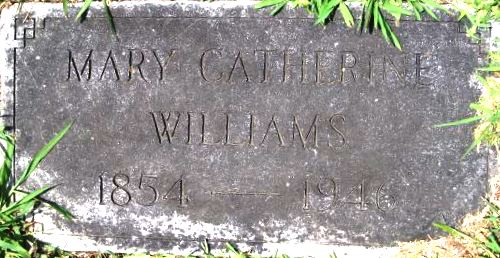 MARY CATHERINE
WILLIAMS
1854 — 1946